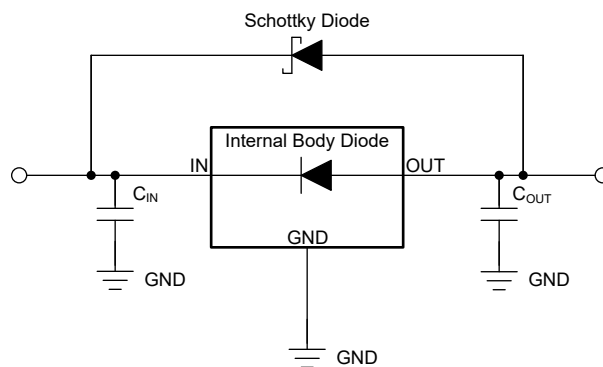 Schottky Diode
Internal Body Diode
IN
OUT
CIN
COUT
GND
GND
GND
GND